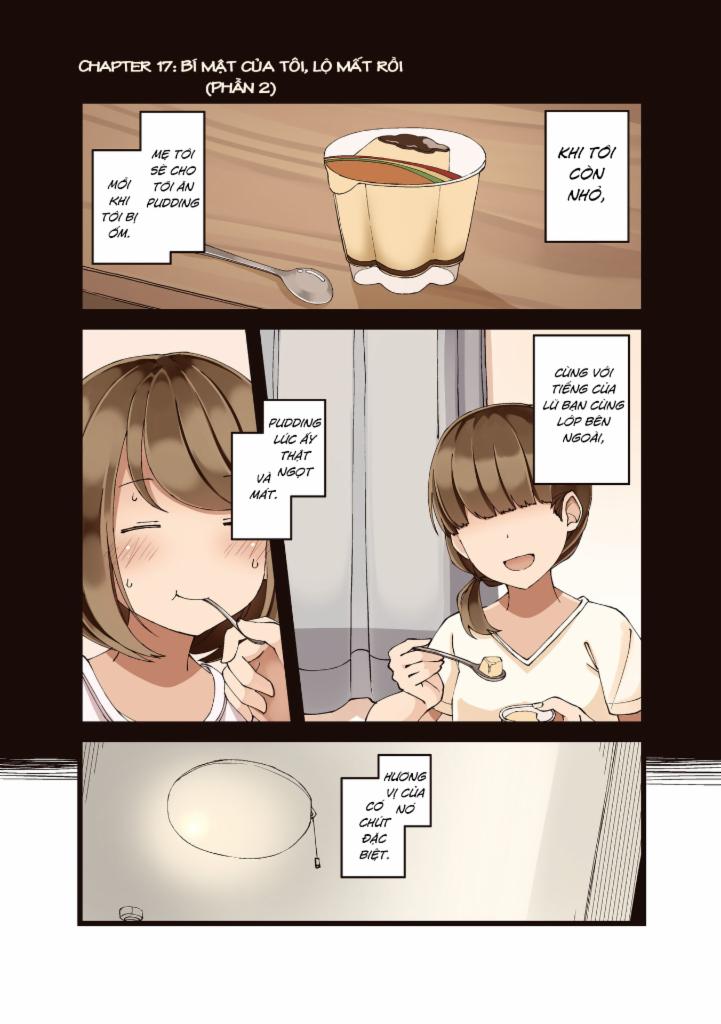 CHAPTER 17: BÍ MẬT CỦA TÔI, LỘ MẤT RỒI
(PHẦN 2)
KHI TÔI
CÒN
NHỎ,
MẸ TÔI
SẼ CHO
TÔI ĂN
PUDDING
MỖI
KHI
TÔI BỊ
ỐM.
CÙNG VỚI
TIẾNG CỦA
LŨ BẠN CÙNG
LỚP BÊN
NGOÀI,
PUDDING
LÚC ẤY
THẬT
NGỌT
VÀ
MÁT.
HƯƠNG
VỊ CỦA
NÓ
CÓ
CHÚT
ĐẶC
BIỆT.